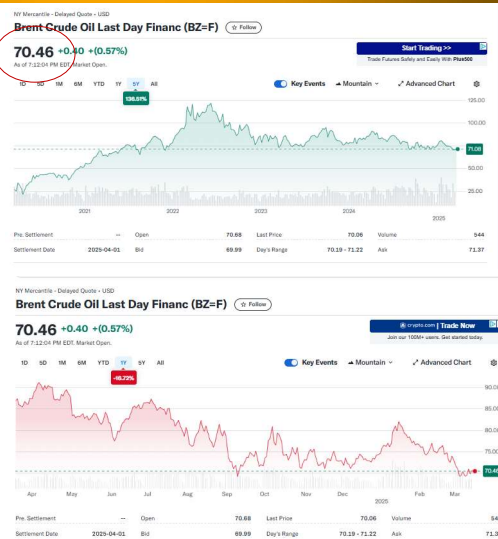 NY Mercantile - Delayed Quote • USD
Brent Crude Oil Last Day Financ (BZ=F) ☆ Follow
70.46 +0.40 +(0.57%)
As of 7:12:04 PM EDT. Market Open.
Start Trading >>
Trade Futures Safely and Easily With Plus500
1D 5D 1M 6M YTD 1Y 5Y All Key Events Mountain Advanced Chart
136.51%
125.00
100.00
71.06
50.00
25.00
2021 2022 2023 2024 2025
Pre. Settlement -- Open 70.68 Last Price 70.06 Volume 544
Settlement Date 2025-04-01 Bid 69.99 Day's Range 70.19 - 71.22 Ask 71.37
NY Mercantile - Delayed Quote • USD
Brent Crude Oil Last Day Financ (BZ=F) ☆ Follow
70.46 +0.40 +(0.57%)
As of 7:12:04 PM EDT. Market Open.
crypto.com | Trade Now
Join our 100M+ users. Get started today.
1D 5D 1M 6M YTD 1Y 5Y All Key Events Mountain Advanced Chart
90.00
85.00
80.00
75.00
70.46
Apr May Jun Jul Aug Sep Oct Nov Dec 2025 Feb Mar
Pre. Settlement -- Open 70.68 Last Price 70.06 Volume 544
Settlement Date 2025-04-01 Bid 69.99 Day's Range 70.19 - 71.22 Ask 71.37